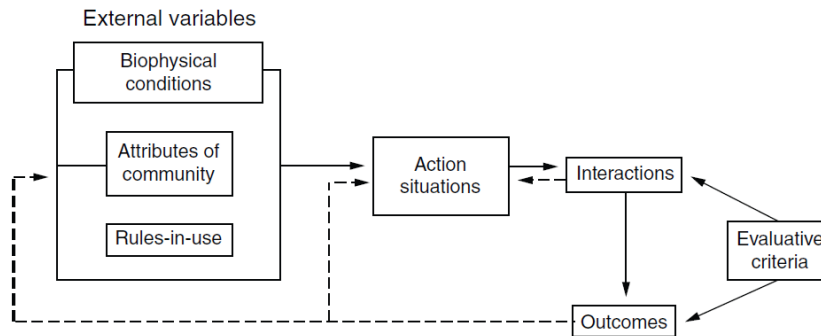 External variables
Biophysical
conditions
Attributes of
community
Rules-in-use
Action
situations
Interactions
Evaluative
criteria
Outcomes